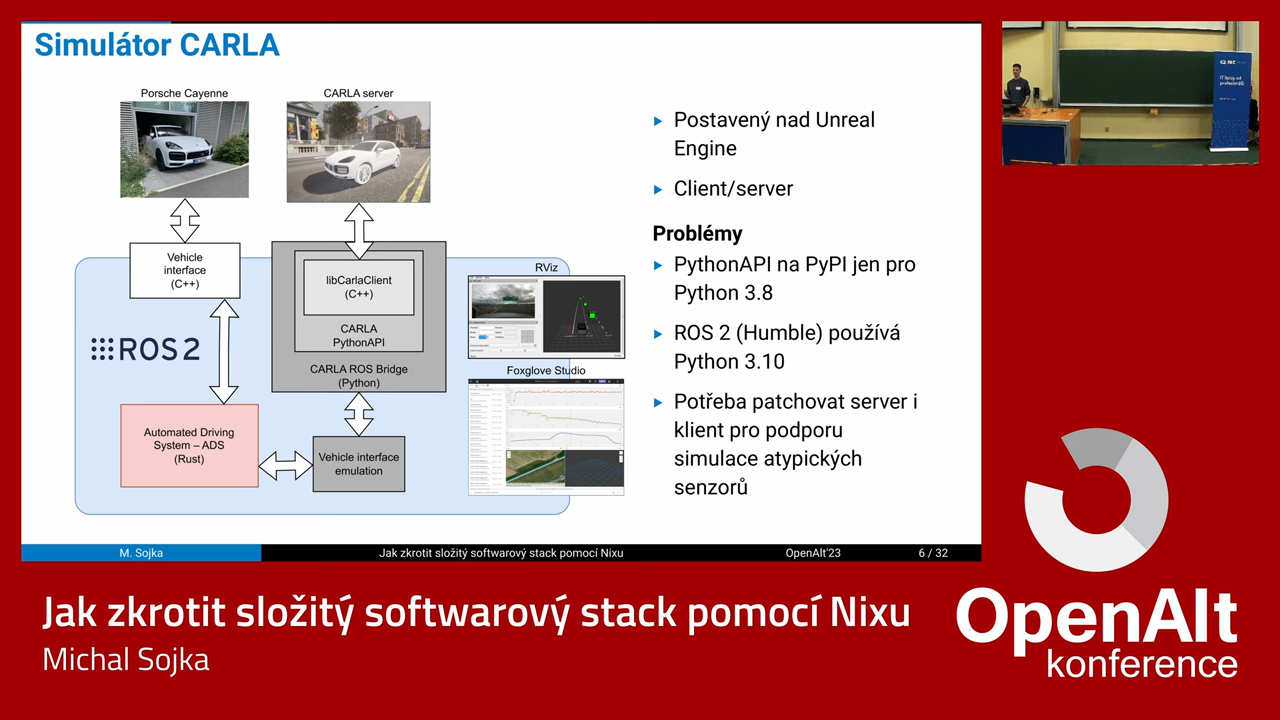 Simulátor CARLA
Porsche Cayenne
CARLA server
Vehicle
interface
(C++)
libCarlaClient
(C++)
CARLA
PythonAPI
CARLA ROS Bridge
(Python)
ROS 2
Automated Driving
System – ADS
(Rust)
Vehicle interface
emulation
RViz
Foxglove Studio
Postavený nad Unreal
Engine
Client/server
Problémy
PythonAPI na PyPI jen pro
Python 3.8
ROS 2 (Humble) používá
Python 3.10
Potřeba patchovat server i
klient pro podporu
simulace atypických
senzorů
M. Sojka
Jak zkrotit složitý softwarový stack pomocí Nixu
OpenAlt'23
6 / 32
Jak zkrotit složitý softwarový stack pomocí Nixu
Michal Sojka
OpenAlt
konference